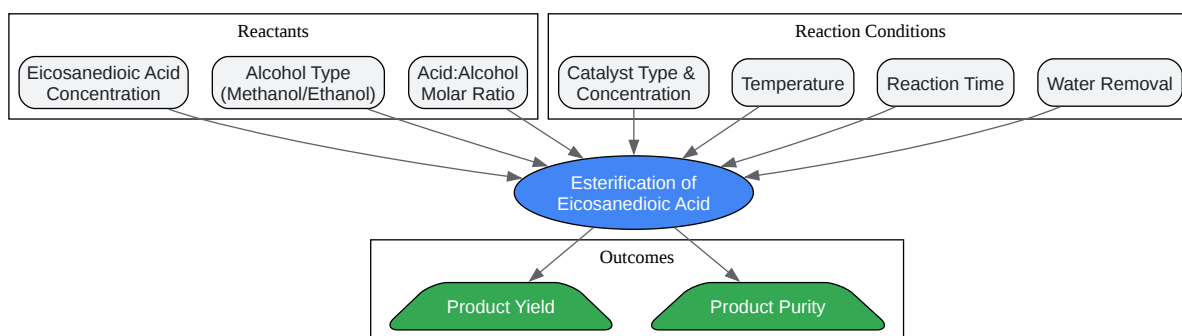 Reactants
Reaction Conditions
Eicosanedioic Acid
Concentration
Alcohol Type
(Methanol/Ethanol)
Acid:Alcohol
Molar Ratio
Catalyst Type &
Concentration
Temperature
Reaction Time
Water Removal
Esterification of
Eicosanedioic Acid
Outcomes
Product Yield
Product Purity